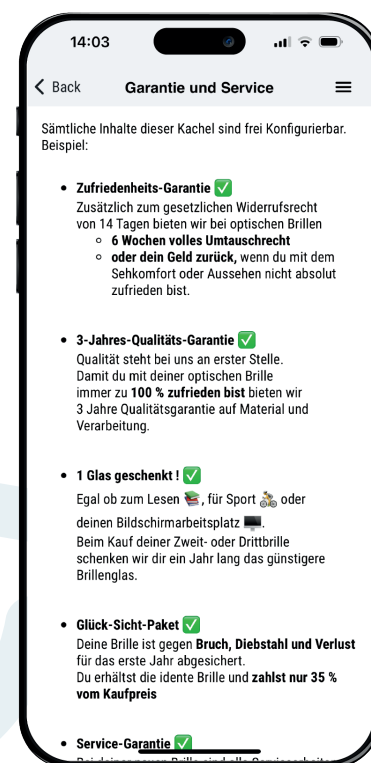 14:03
Back
Garantie und Service
Sämtliche Inhalte dieser Kachel sind frei Konfigurierbar.
Beispiel:
Zufriedenheits-Garantie ✅
Zusätzlich zum gesetzlichen Widerrufsrecht
von 14 Tagen bieten wir bei optischen Brillen
6 Wochen volles Umtauschrecht
oder dein Geld zurück, wenn du mit dem
Sehkomfort oder Aussehen nicht absolut
zufrieden bist.
3-Jahres-Qualitäts-Garantie ✅
Qualität steht bei uns an erster Stelle.
Damit du mit deiner optischen Brille
immer zu 100 % zufrieden bist bieten wir
3 Jahre Qualitätsgarantie auf Material und
Verarbeitung.
1 Glas geschenkt ! ✅
Egal ob zum Lesen 📚, für Sport 🚴 oder
deinen Bildschirmarbeitsplatz 🖥️.
Beim Kauf deiner Zweit- oder Drittbrille
schenken wir dir ein Jahr lang das günstigere
Brillenglas.
Glück-Sicht-Paket ✅
Deine Brille ist gegen Bruch, Diebstahl und Verlust
für das erste Jahr abgesichert.
Du erhältst die idente Brille und zahlst nur 35 %
vom Kaufpreis
Service-Garantie ✅